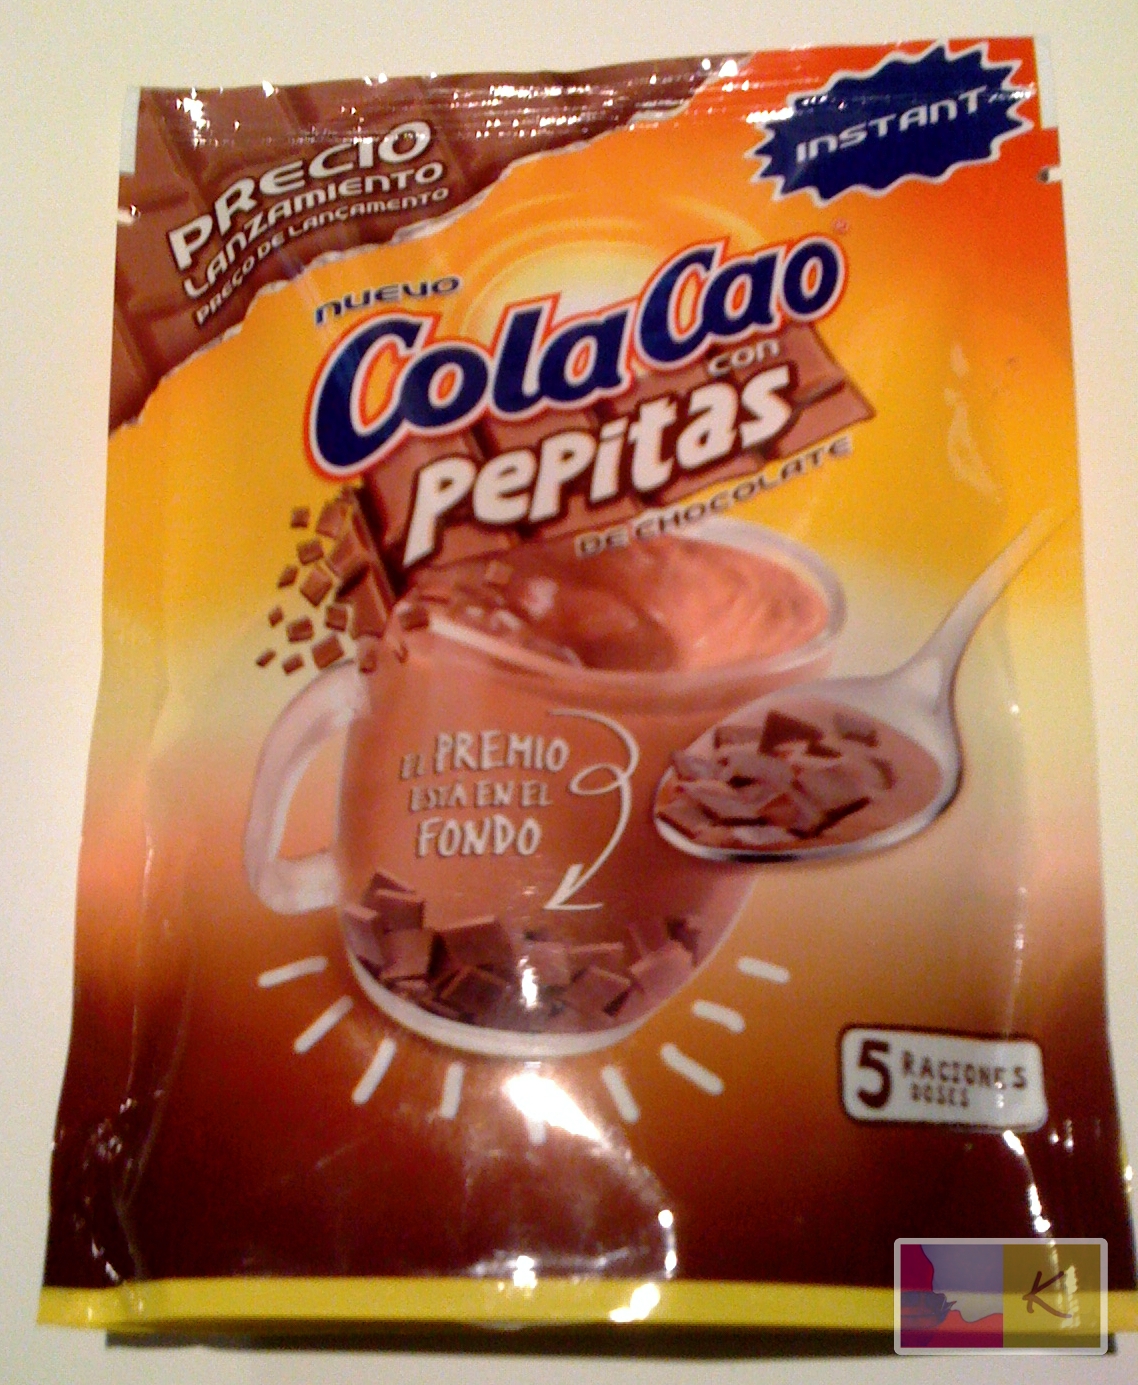 PRECIO
LANZAMIENTO
PREÇO DE LANÇAMENTO
INSTANT
NUEVO
ColaCao®
CON
PEPITAS
DE CHOCOLATE
EL PREMIO
ESTÁ EN EL
FONDO
5 RACIONES
DOSES
K